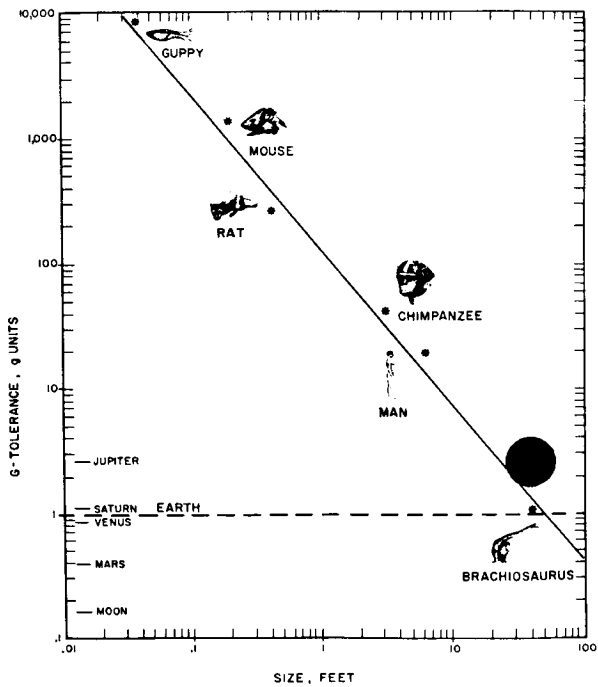 10,000
GUPPY
1,000
MOUSE
RAT
100
CHIMPANZEE
G-TOLERANCE, g UNITS
10
MAN
JUPITER
SATURN
EARTH
1
VENUS
MARS
BRACHIOSAURUS
MOON
.1
.01
.1
1
10
100
SIZE, FEET